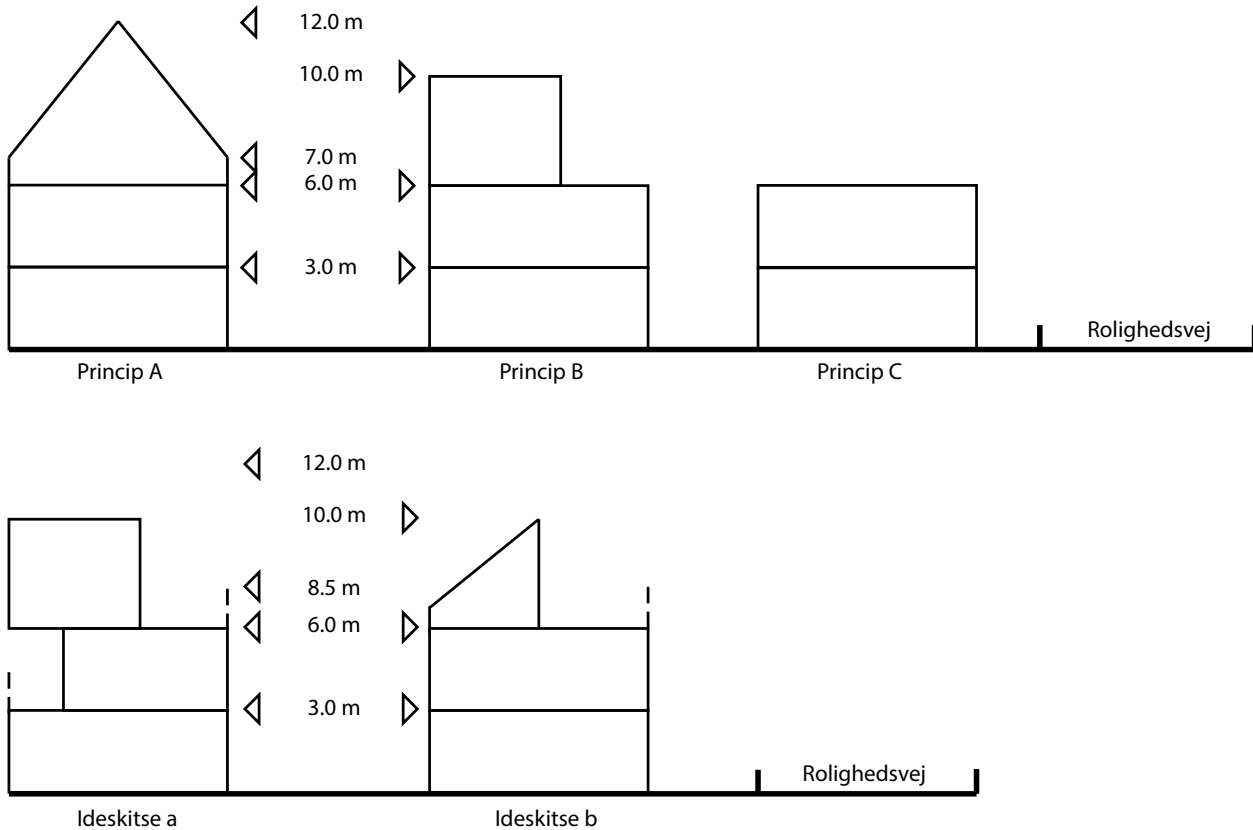 12.0 m
10.0 m
7.0 m
6.0 m
3.0 m
Rolighedsvej
Princip A
Princip B
Princip C
12.0 m
10.0 m
8.5 m
6.0 m
3.0 m
Rolighedsvej
Ideskitse a
Ideskitse b